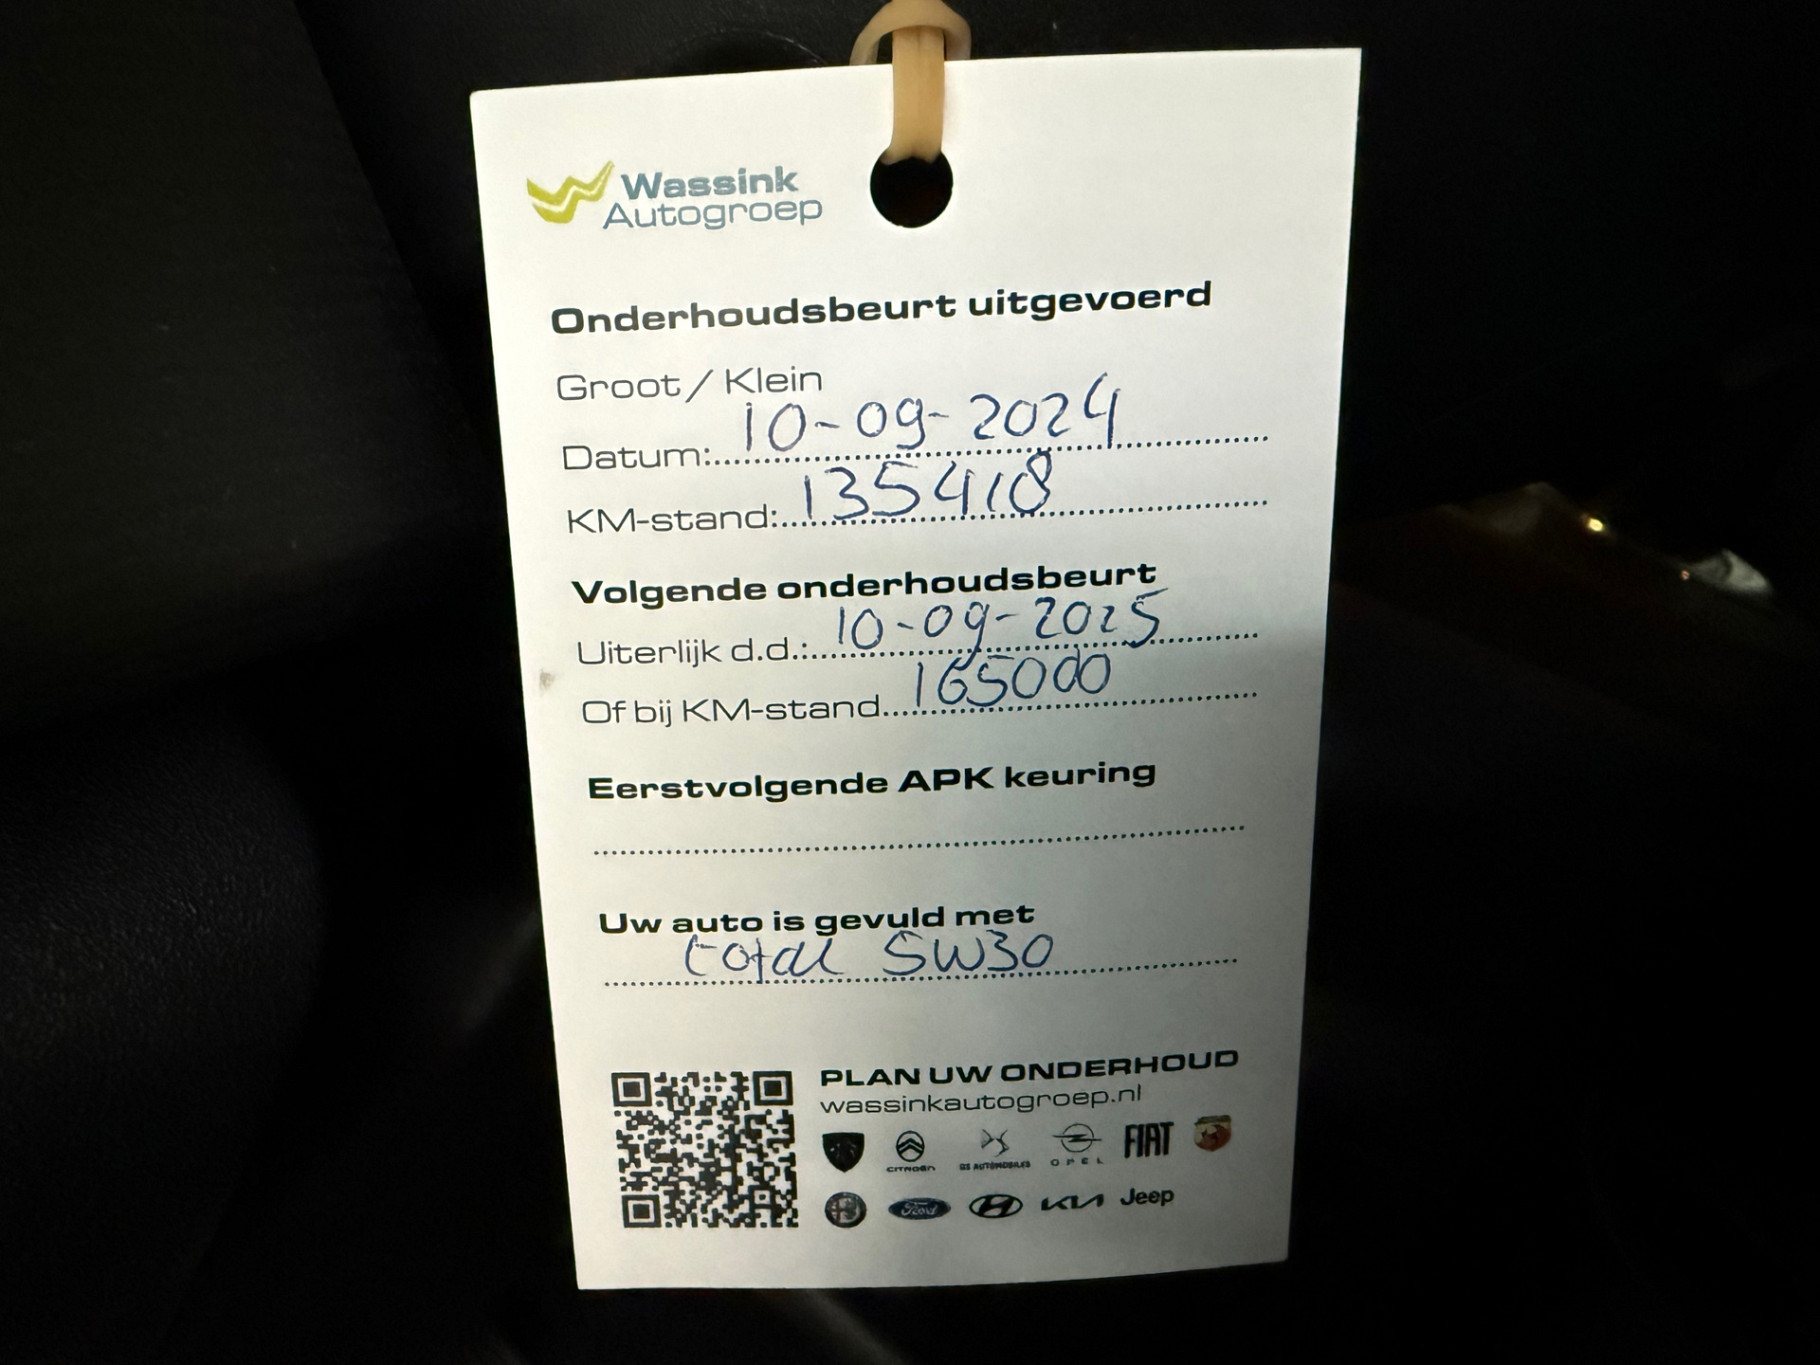 Wassink
Autogroep
Onderhoudsbeurt uitgevoerd
Groot / Klein
Datum: 10-09-2024
KM-stand: 135418
Volgende onderhoudsbeurt
Uiterlijk d.d.: 10-09-2025
Of bij KM-stand 165000
Eerstvolgende APK keuring
Uw auto is gevuld met
total 5W30
PLAN UW ONDERHOUD
wassinkautogroep.nl
CITROËN DS AUTOMOBILES OPEL FIAT
Ford KIA Jeep